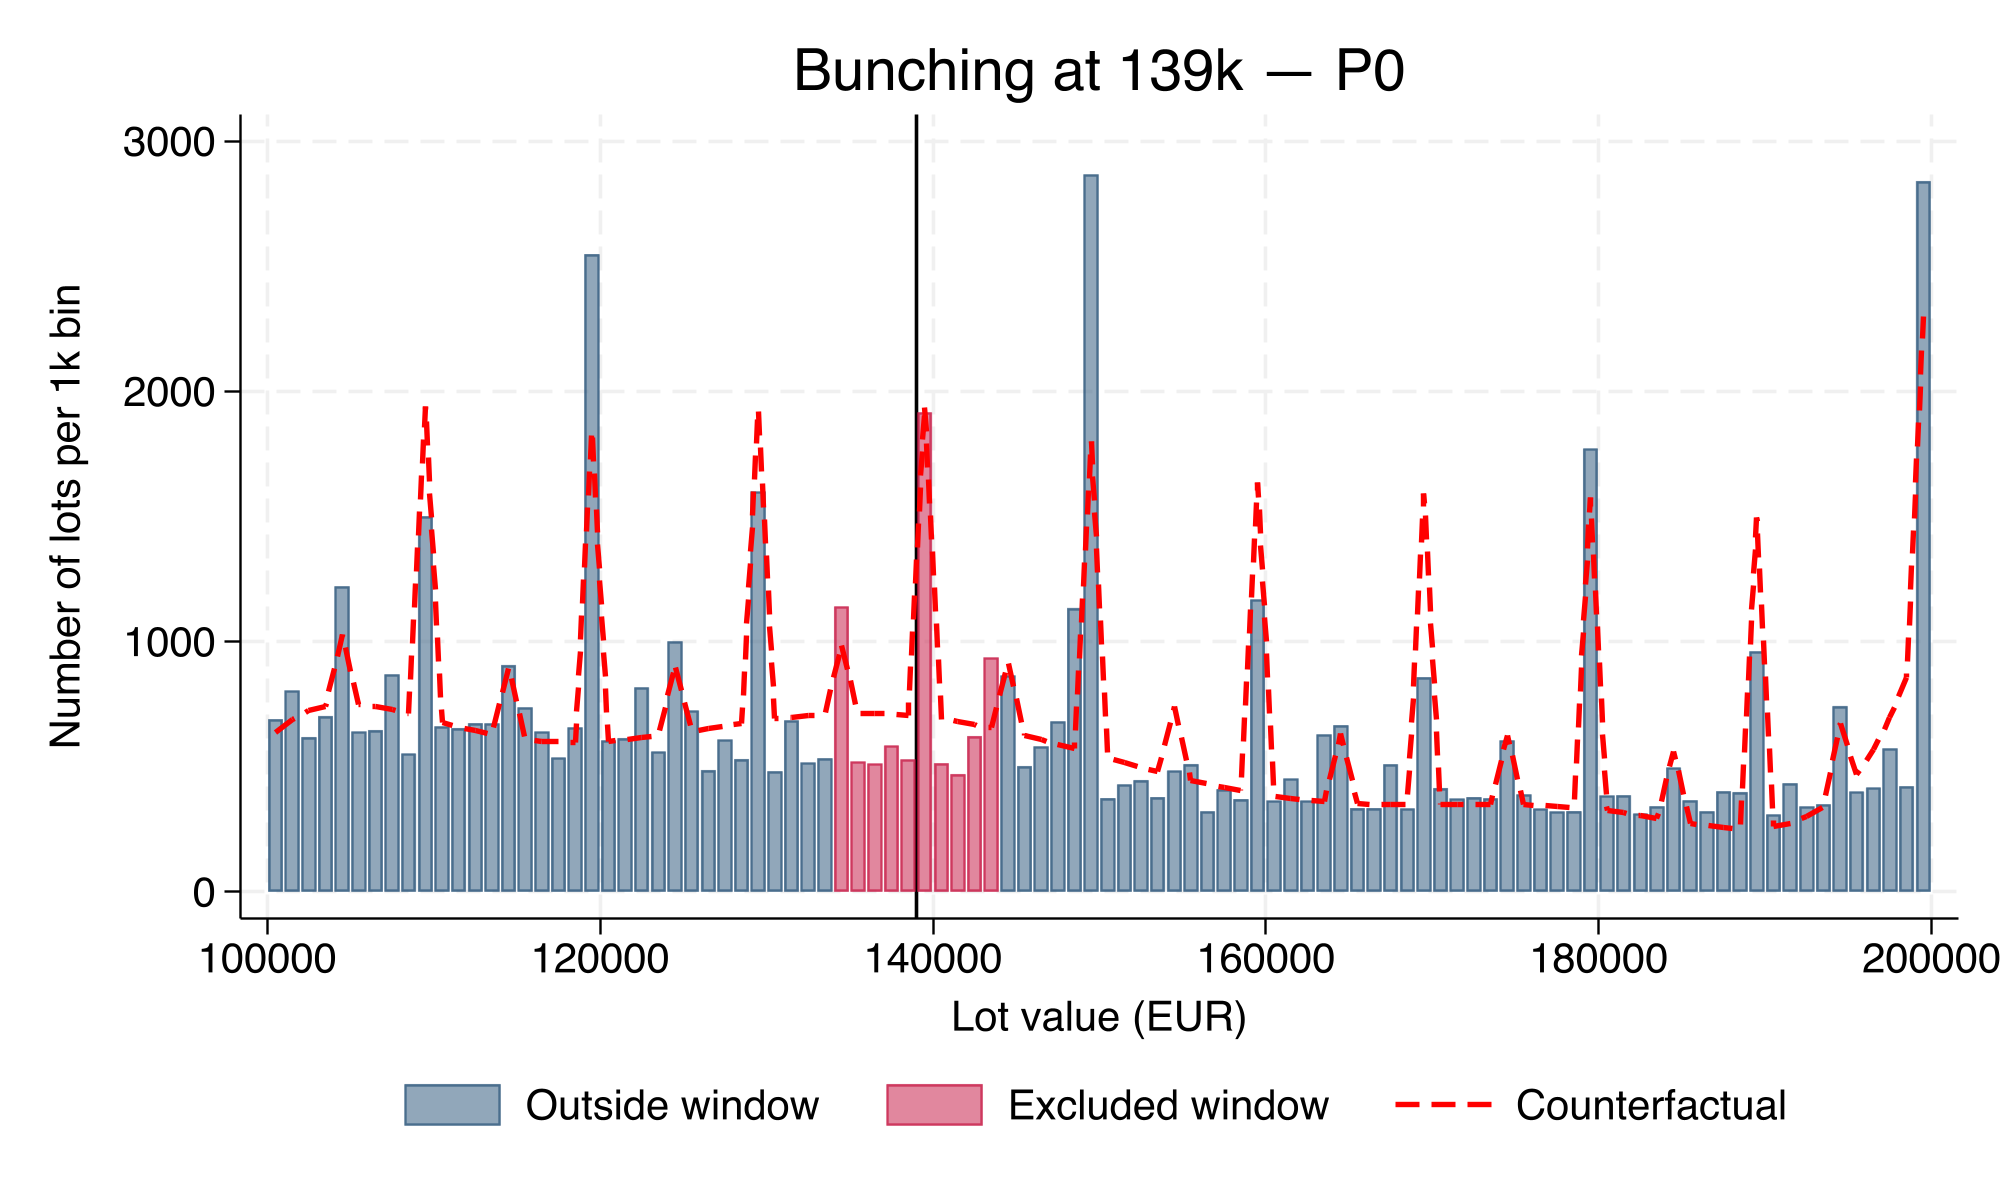 Bunching at 139k — P0
Number of lots per 1k bin
3000
2000
1000
0
100000 120000 140000 160000 180000 200000
Lot value (EUR)
Outside window Excluded window Counterfactual